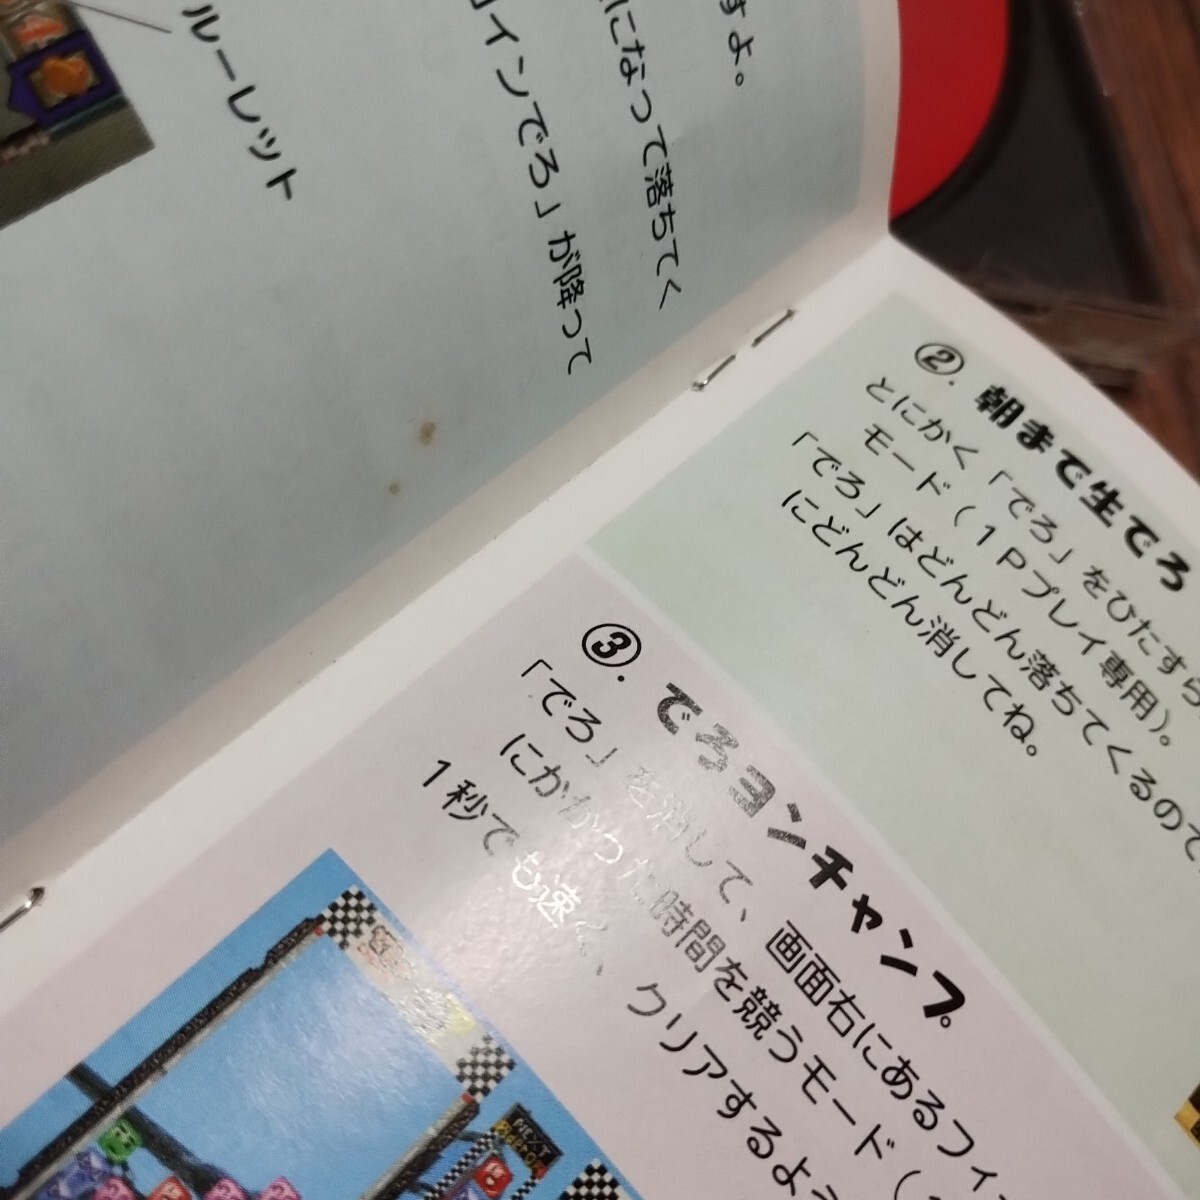 ルーレット
インでろ」が降って
になって落ちてく
すよ。
②. 朝まで生でろ
とにかく「でろ」をひたすら
モード(1Pプレイ専用)。
「でろ」はどんどん落ちてくるので
にどんどん消してね。
③. でろヨンチャンプ
「でろ」を消して、画面右にあるフィ
にかかった時間を競うモード(
1秒でも速く、クリアするよう
NEXT